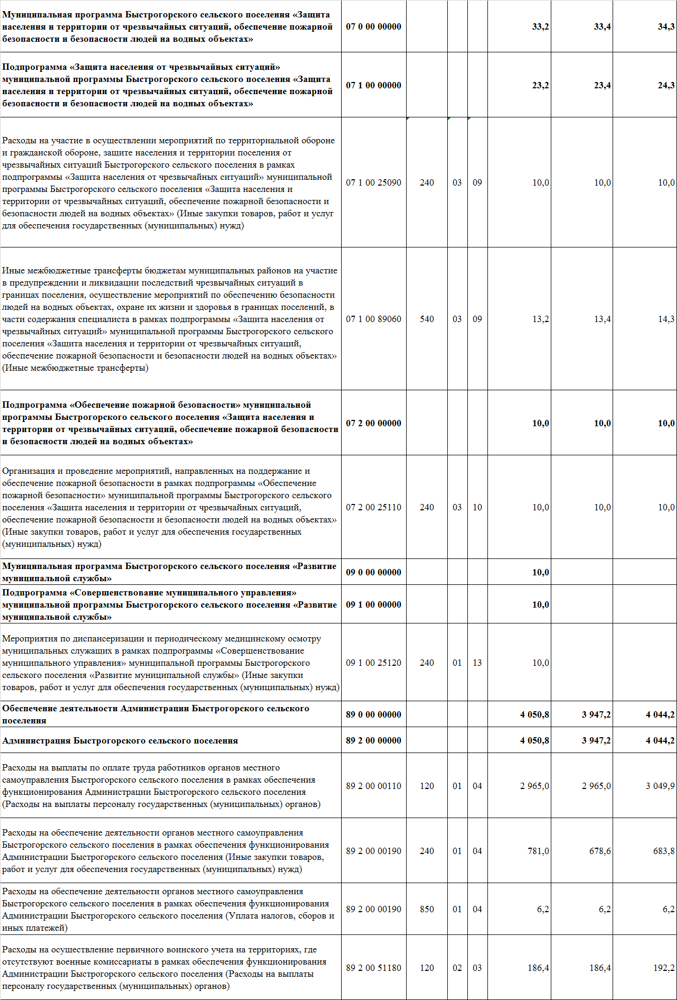 Муниципальная программа Быстрогорского сельского поселения «Защита
населения и территории от чрезвычайных ситуаций, обеспечение пожарной
безопасности и безопасности людей на водных объектах»
07 0 00 00000 33,2 33,4 34,3
Подпрограмма «Защита населения от чрезвычайных ситуаций»
муниципальной программы Быстрогорского сельского поселения «Защита
населения и территории от чрезвычайных ситуаций, обеспечение пожарной
безопасности и безопасности людей на водных объектах»
07 1 00 00000 23,2 23,4 24,3
Расходы на участие в осуществлении мероприятий по территориальной обороне
и гражданской обороне, защите населения и территории поселения от
чрезвычайных ситуаций Быстрогорского сельского поселения в рамках
подпрограммы «Защита населения от чрезвычайных ситуаций» муниципальной
программы Быстрогорского сельского поселения «Защита населения и
территории от чрезвычайных ситуаций, обеспечение пожарной безопасности и
безопасности людей на водных объектах» (Иные закупки товаров, работ и услуг
для обеспечения государственных (муниципальных) нужд)
07 1 00 25090 240 03 09 10,0 10,0 10,0
Иные межбюджетные трансферты бюджетам муниципальных районов на участие
в предупреждении и ликвидации последствий чрезвычайных ситуаций в
границах поселения, осуществление мероприятий по обеспечению безопасности
людей на водных объектах, охране их жизни и здоровья в границах поселений, в
части содержания специалиста в рамках подпрограммы «Защита населения от
чрезвычайных ситуаций» муниципальной программы Быстрогорского сельского
поселения «Защита населения и территории от чрезвычайных ситуаций,
обеспечение пожарной безопасности и безопасности людей на водных объектах»
(Иные межбюджетные трансферты)
07 1 00 89060 540 03 09 13,2 13,4 14,3
Подпрограмма «Обеспечение пожарной безопасности» муниципальной
программы Быстрогорского сельского поселения «Защита населения и
территории от чрезвычайных ситуаций, обеспечение пожарной безопасности
и безопасности людей на водных объектах»
07 2 00 00000 10,0 10,0 10,0
Организация и проведение мероприятий, направленных на поддержание и
обеспечение пожарной безопасности в рамках подпрограммы «Обеспечение
пожарной безопасности» муниципальной программы Быстрогорского сельского
поселения «Защита населения и территории от чрезвычайных ситуаций,
обеспечение пожарной безопасности и безопасности людей на водных объектах»
(Иные закупки товаров, работ и услуг для обеспечения государственных
(муниципальных) нужд)
07 2 00 25110 240 03 10 10,0 10,0 10,0
Муниципальная программа Быстрогорского сельского поселения «Развитие
муниципальной службы»
09 0 00 00000 10,0
Подпрограмма «Совершенствование муниципального управления»
муниципальной программы Быстрогорского сельского поселения «Развитие
муниципальной службы»
09 1 00 00000 10,0
Мероприятия по диспансеризации и периодическому медицинскому осмотру
муниципальных служащих в рамках подпрограммы «Совершенствование
муниципального управления» муниципальной программы Быстрогорского
сельского поселения «Развитие муниципальной службы» (Иные закупки
товаров, работ и услуг для обеспечения государственных (муниципальных) нужд)
09 1 00 25120 240 01 13 10,0
Обеспечение деятельности Администрации Быстрогорского сельского
поселения
89 0 00 00000 4 050,8 3 947,2 4 044,2
Администрация Быстрогорского сельского поселения
89 2 00 00000 4 050,8 3 947,2 4 044,2
Расходы на выплаты по оплате труда работников органов местного
самоуправления Быстрогорского сельского поселения в рамках обеспечения
функционирования Администрации Быстрогорского сельского поселения
(Расходы на выплаты персоналу государственных (муниципальных) органов)
89 2 00 00110 120 01 04 2 965,0 2 965,0 3 049,9
Расходы на обеспечение деятельности органов местного самоуправления
Быстрогорского сельского поселения в рамках обеспечения функционирования
Администрации Быстрогорского сельского поселения (Иные закупки товаров,
работ и услуг для обеспечения государственных (муниципальных) нужд)
89 2 00 00190 240 01 04 781,0 678,6 683,8
Расходы на обеспечение деятельности органов местного самоуправления
Быстрогорского сельского поселения в рамках обеспечения функционирования
Администрации Быстрогорского сельского поселения (Уплата налогов, сборов и
иных платежей)
89 2 00 00190 850 01 04 6,2 6,2 6,2
Расходы на осуществление первичного воинского учета на территориях, где
отсутствуют военные комиссариаты в рамках обеспечения функционирования
Администрации Быстрогорского сельского поселения (Расходы на выплаты
персоналу государственных (муниципальных) органов)
89 2 00 51180 120 02 03 186,4 186,4 192,2